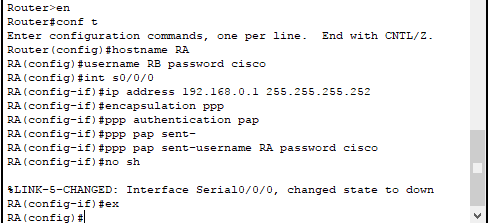 Router>en
Router#conf t
Enter configuration commands, one per line.  End with CNTL/Z.
Router(config)#hostname RA
RA(config)#username RB password cisco
RA(config)#int s0/0/0
RA(config-if)#ip address 192.168.0.1 255.255.255.252
RA(config-if)#encapsulation ppp
RA(config-if)#ppp authentication pap
RA(config-if)#ppp pap sent-
RA(config-if)#ppp pap sent-username RA password cisco
RA(config-if)#no sh
%LINK-5-CHANGED: Interface Serial0/0/0, changed state to down
RA(config-if)#ex
RA(config)#